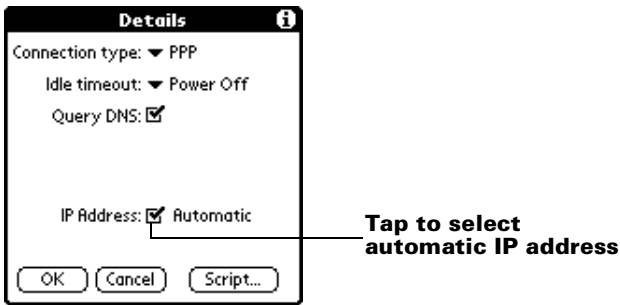 Details
Connection type: PPP
Idle timeout: Power Off
Query DNS:
IP Address: Automatic
Tap to select
automatic IP address
OK Cancel Script...